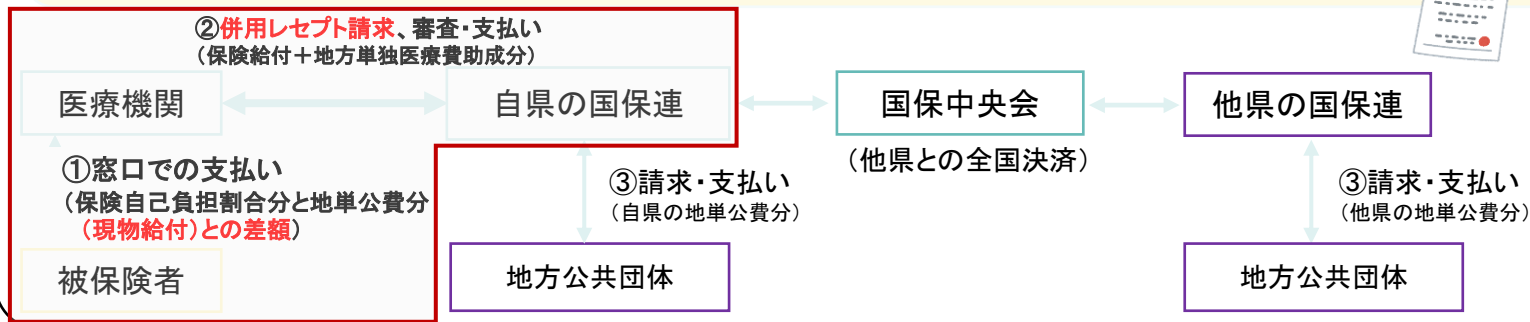 ②併用レセプト請求、審査・支払い
（保険給付＋地方単独医療費助成分）
医療機関
自県の国保連
国保中央会
他県の国保連
（他県との全国決済）
①窓口での支払い
（保険自己負担割合分と地単公費分
（現物給付）との差額）
③請求・支払い
（自県の地単公費分）
③請求・支払い
（他県の地単公費分）
被保険者
地方公共団体
地方公共団体